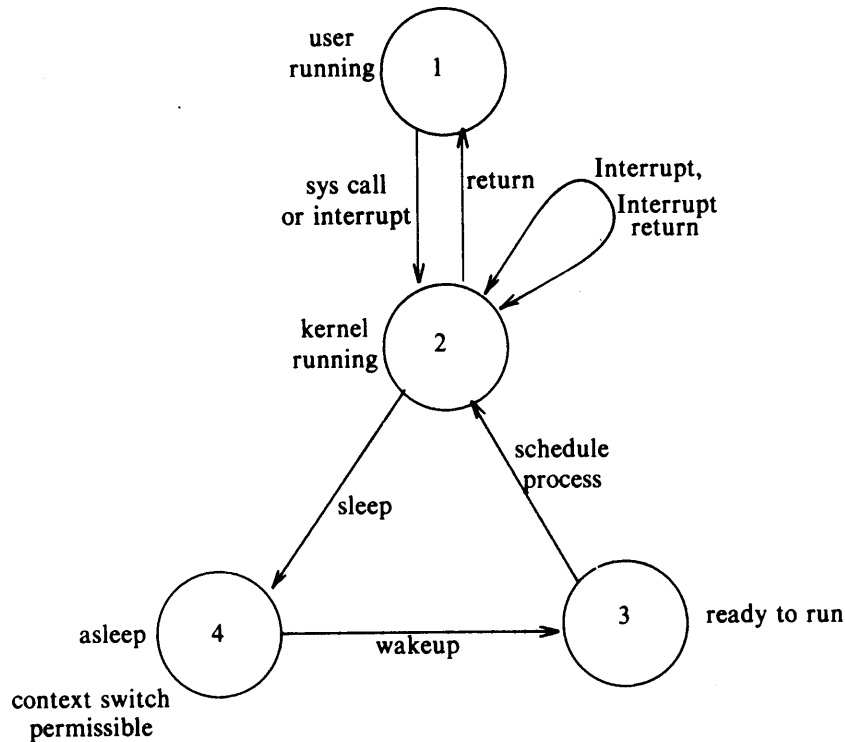 user
running
1
sys call
or interrupt
return
Interrupt,
Interrupt
return
kernel
running
2
schedule
process
sleep
asleep
4
wakeup
3
ready to run
context switch
permissible